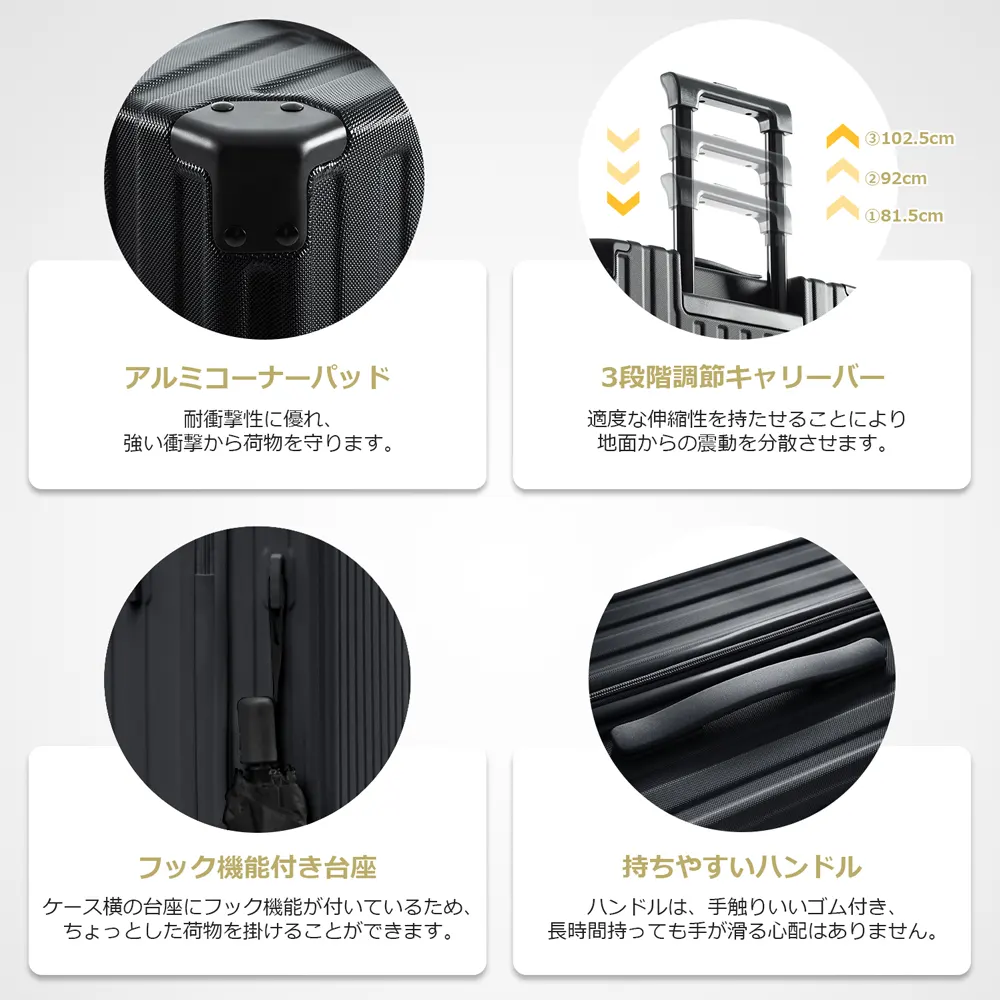 ③102.5cm
②92cm
①81.5cm
アルミコーナーパッド
耐衝撃性に優れ、
強い衝撃から荷物を守ります。
3段階調節キャリーバー
適度な伸縮性を持たせることにより
地面からの震動を分散させます。
フック機能付き台座
ケース横の台座にフック機能が付いているため、
ちょっとした荷物を掛けることができます。
持ちやすいハンドル
ハンドルは、手触りいいゴム付き、
長時間持っても手が滑る心配はありません。